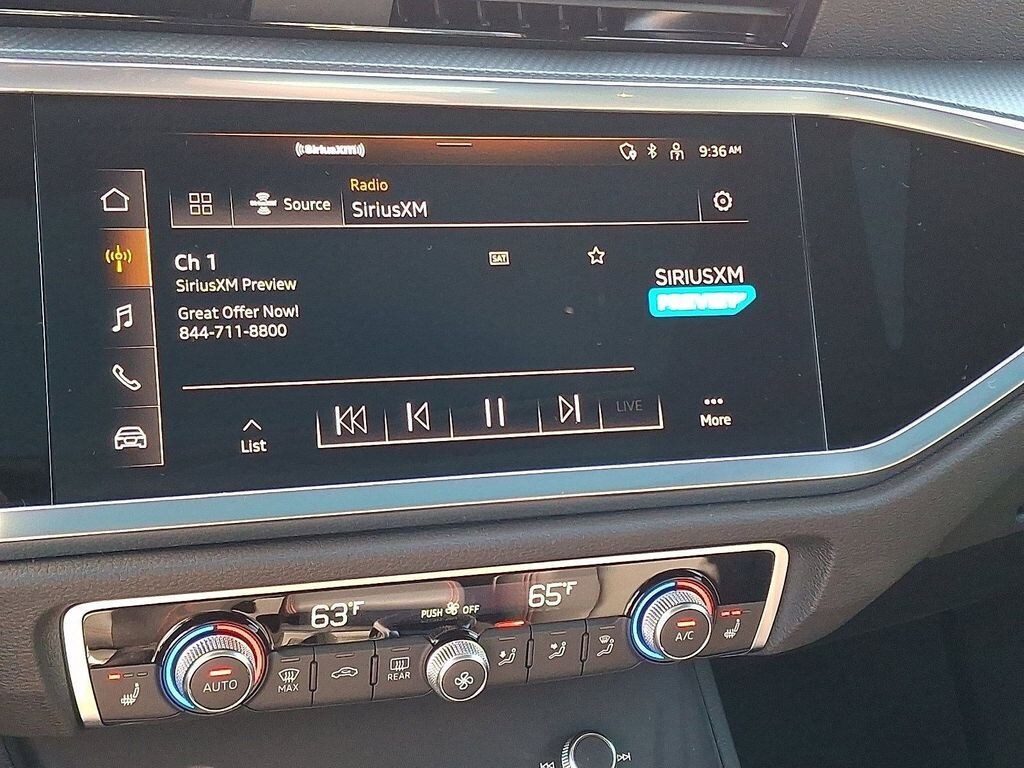 SiriusXM
9:36 AM
Source
Radio
SiriusXM
Ch 1
SAT
SiriusXM Preview
Great Offer Now!
844-711-8800
SIRIUSXM
PREVIEW
LIVE
List
More
63°F
PUSH OFF
65°F
AUTO
MAX
REAR
A/C